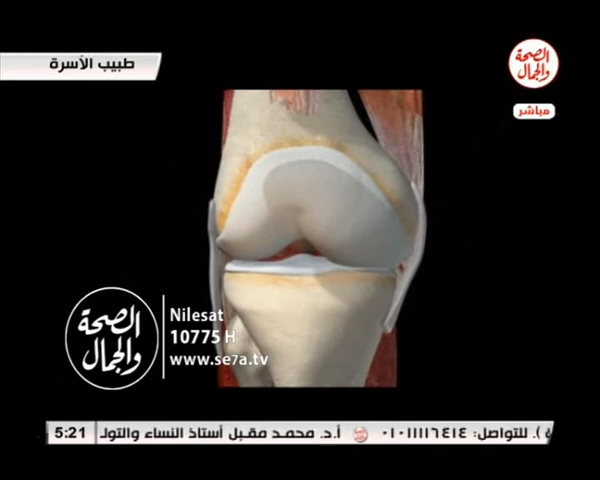 طبيب الأسرة
الصحة
والجمال
مباشر
الصحة
والجمال
Nilesat
10775 H
www.se7a.tv
). للتواصل: ٠١٠١١١١٦٤١٤
أ.د. محمد مقبل أستاذ النساء والتولـ
5:21